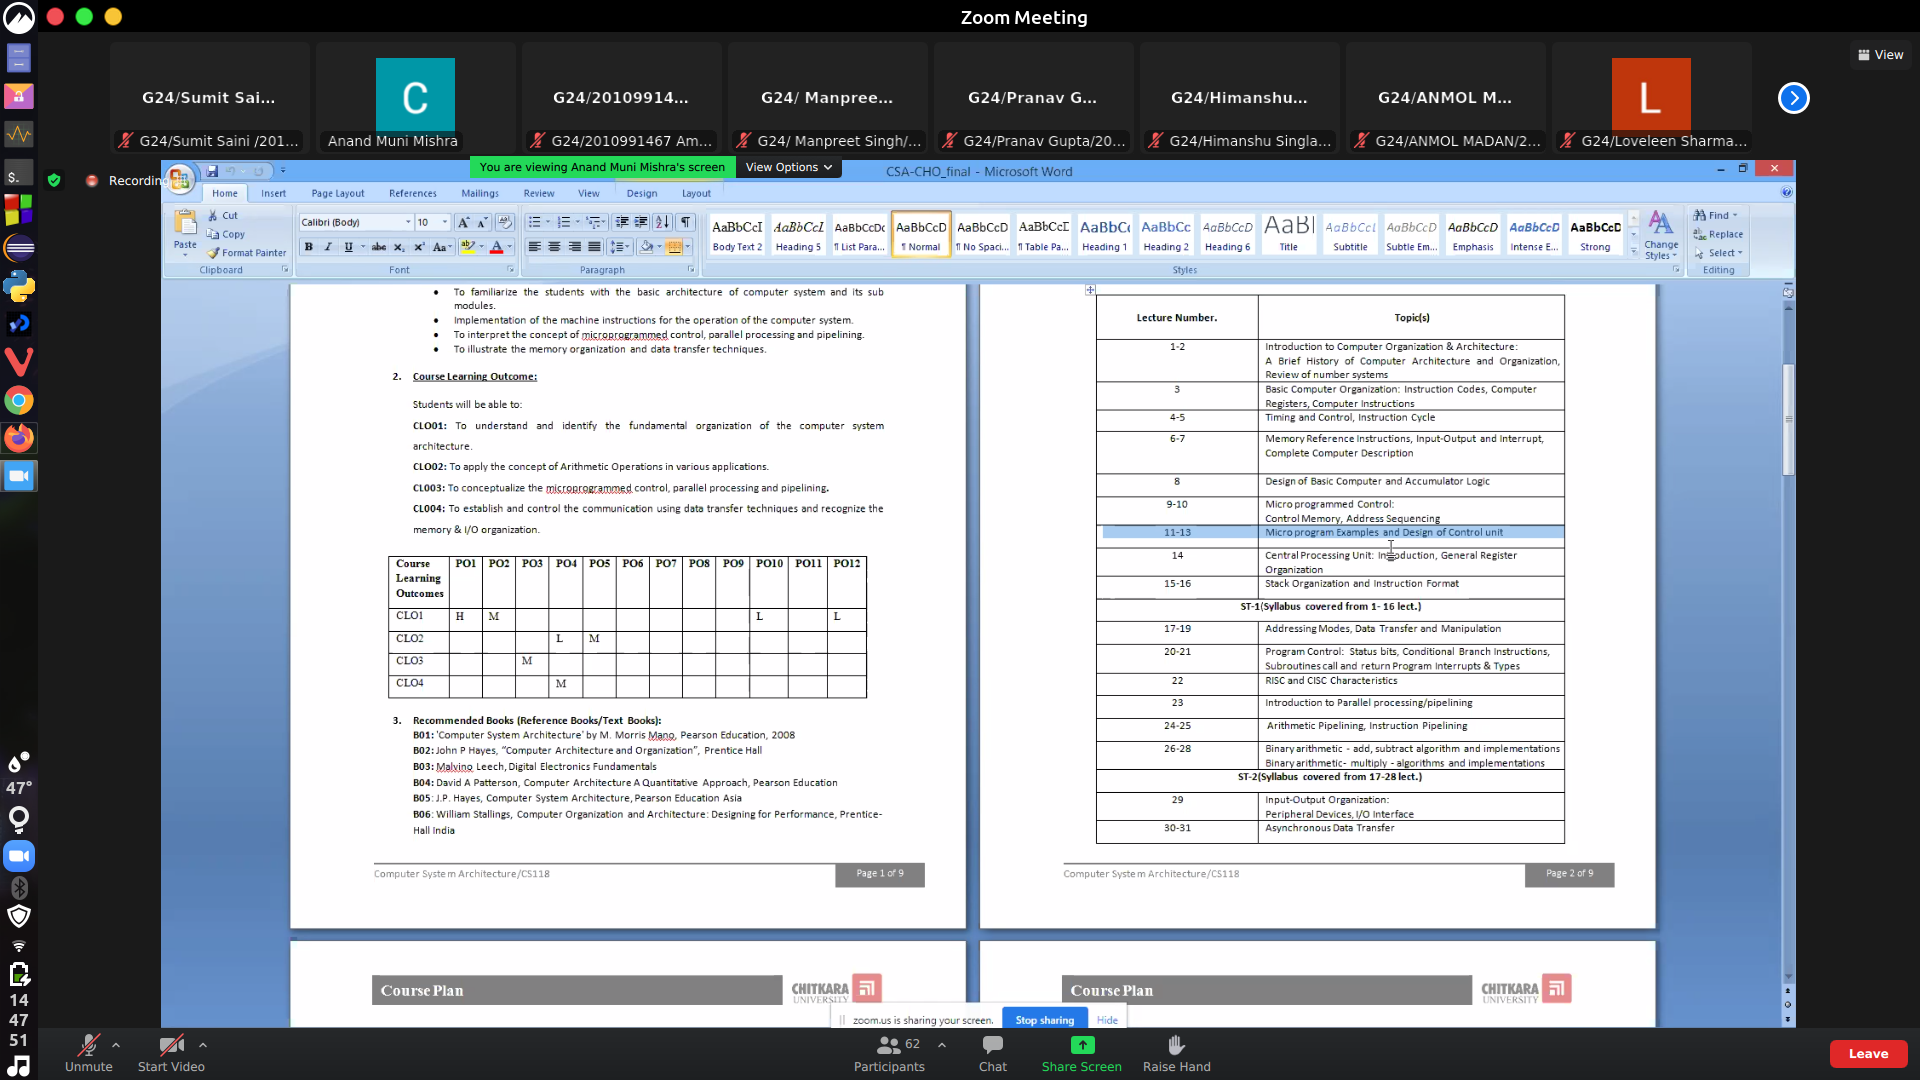 Zoom Meeting
View
G24/Sumit Sai...
C
G24/20109914...
G24/ Manpree...
G24/Pranav G...
G24/Himanshu...
G24/ANMOL M...
L
G24/Sumit Saini /201...
Anand Muni Mishra
G24/2010991467 Am...
G24/ Manpreet Singh/...
G24/Pranav Gupta/20...
G24/Himanshu Singla...
G24/ANMOL MADAN/2...
G24/Loveleen Sharma...
You are viewing Anand Muni Mishra's screen
View Options
CSA-CHO_final - Microsoft Word
Recording
Home Insert Page Layout References Mailings Review View Design Layout
Paste
Cut
Copy
Format Painter
Clipboard
Calibri (Body) 10
Font
Paragraph
AaBbCcI AaBbCcI AaBbCcDc AaBbCcD AaBbCcD AaBbCcI AaBbCc AaBbCc AaBbCcD AaBl AaBbCcL AaBbCcD AaBbCcD AaBbCcD AaBbCcD
Body Text 2 Heading 5 ¶ List Para... ¶ Normal ¶ No Spaci... ¶ Table Pa... Heading 1 Heading 2 Heading 6 Title Subtitle Subtle Em... Emphasis Intense E... Strong
Styles
Change Styles
Find
Replace
Select
Editing
• To familiarize the students with the basic architecture of computer system and its sub
modules.
• Implementation of the machine instructions for the operation of the computer system.
• To interpret the concept of microprogrammed control, parallel processing and pipelining.
• To illustrate the memory organization and data transfer techniques.
2. Course Learning Outcome:
Students will be able to:
CLO01: To understand and identify the fundamental organization of the computer system
architecture.
CLO02: To apply the concept of Arithmetic Operations in various applications.
CL003: To conceptualize the microprogrammed control, parallel processing and pipelining.
CL004: To establish and control the communication using data transfer techniques and recognize the
memory & I/O organization.
Course Learning Outcomes PO1 PO2 PO3 PO4 PO5 PO6 PO7 PO8 PO9 PO10 PO11 PO12
CLO1 H M L L
CLO2 L M
CLO3 M
CLO4 M
3. Recommended Books (Reference Books/Text Books):
B01: 'Computer System Architecture' by M. Morris Mano, Pearson Education, 2008
B02: John P Hayes, “Computer Architecture and Organization”, Prentice Hall
B03: Malvino Leech, Digital Electronics Fundamentals
B04: David A Patterson, Computer Architecture A Quantitative Approach, Pearson Education
B05: J.P. Hayes, Computer System Architecture, Pearson Education Asia
B06: William Stallings, Computer Organization and Architecture: Designing for Performance, Prentice-
Hall India
Computer System Architecture/CS118
Page 1 of 9
Lecture Number. Topic(s)
1-2 Introduction to Computer Organization & Architecture:
A Brief History of Computer Architecture and Organization,
Review of number systems
3 Basic Computer Organization: Instruction Codes, Computer
Registers, Computer Instructions
4-5 Timing and Control, Instruction Cycle
6-7 Memory Reference Instructions, Input-Output and Interrupt,
Complete Computer Description
8 Design of Basic Computer and Accumulator Logic
9-10 Micro programmed Control:
Control Memory, Address Sequencing
11-13 Micro program Examples and Design of Control unit
14 Central Processing Unit: Introduction, General Register
Organization
15-16 Stack Organization and Instruction Format
ST-1(Syllabus covered from 1- 16 lect.)
17-19 Addressing Modes, Data Transfer and Manipulation
20-21 Program Control: Status bits, Conditional Branch Instructions,
Subroutines call and return Program Interrupts & Types
22 RISC and CISC Characteristics
23 Introduction to Parallel processing/pipelining
24-25 Arithmetic Pipelining, Instruction Pipelining
26-28 Binary arithmetic - add, subtract algorithm and implementations
Binary arithmetic- multiply - algorithms and implementations
ST-2(Syllabus covered from 17-28 lect.)
29 Input-Output Organization:
Peripheral Devices, I/O Interface
30-31 Asynchronous Data Transfer
Computer System Architecture/CS118
Page 2 of 9
Course Plan
CHITKARA
UNIVERSITY
Course Plan
CHITKARA
UNIVERSITY
zoom.us is sharing your screen.
Stop sharing
Hide
47°
14
47
51
Unmute
Start Video
62
Participants
Chat
Share Screen
Raise Hand
Leave